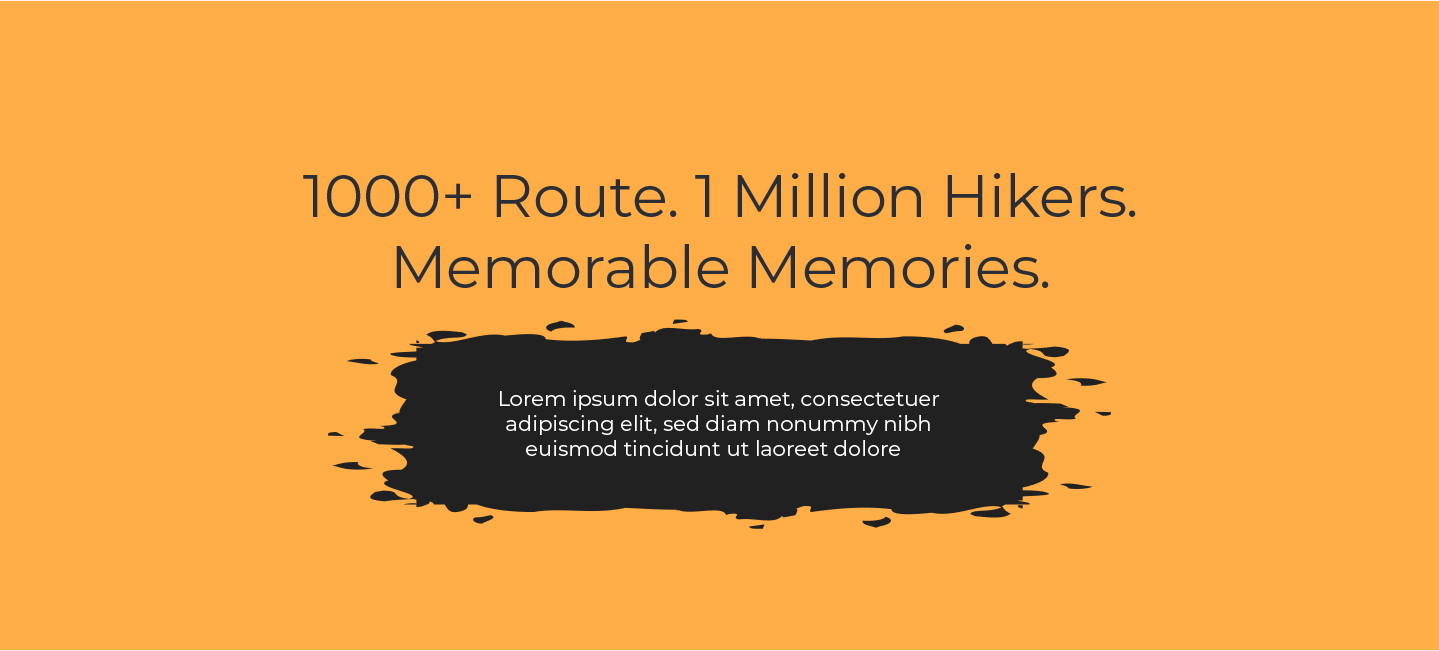 1000+ Route. 1 Million Hikers.
Memorable Memories.
Lorem ipsum dolor sit amet, consectetuer
adipiscing elit, sed diam nonummy nibh
euismod tincidunt ut laoreet dolore